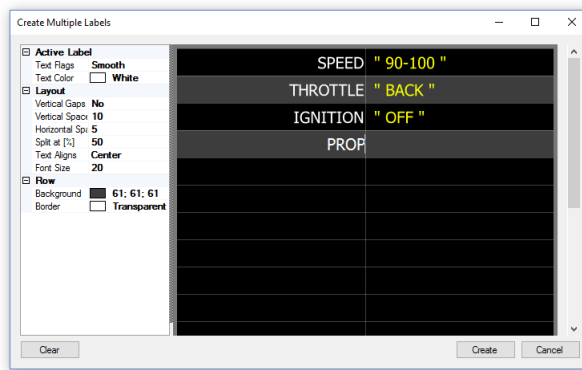 Create Multiple Labels
Active Label
Text Flags Smooth
Text Color White
Layout
Vertical Gaps No
Vertical Space 10
Horizontal Spa 5
Split at [%] 50
Text Aligns Center
Font Size 20
Row
Background 61; 61; 61
Border Transparent
SPEED " 90-100 "
THROTTLE " BACK "
IGNITION " OFF "
PROP
Clear
Create
Cancel